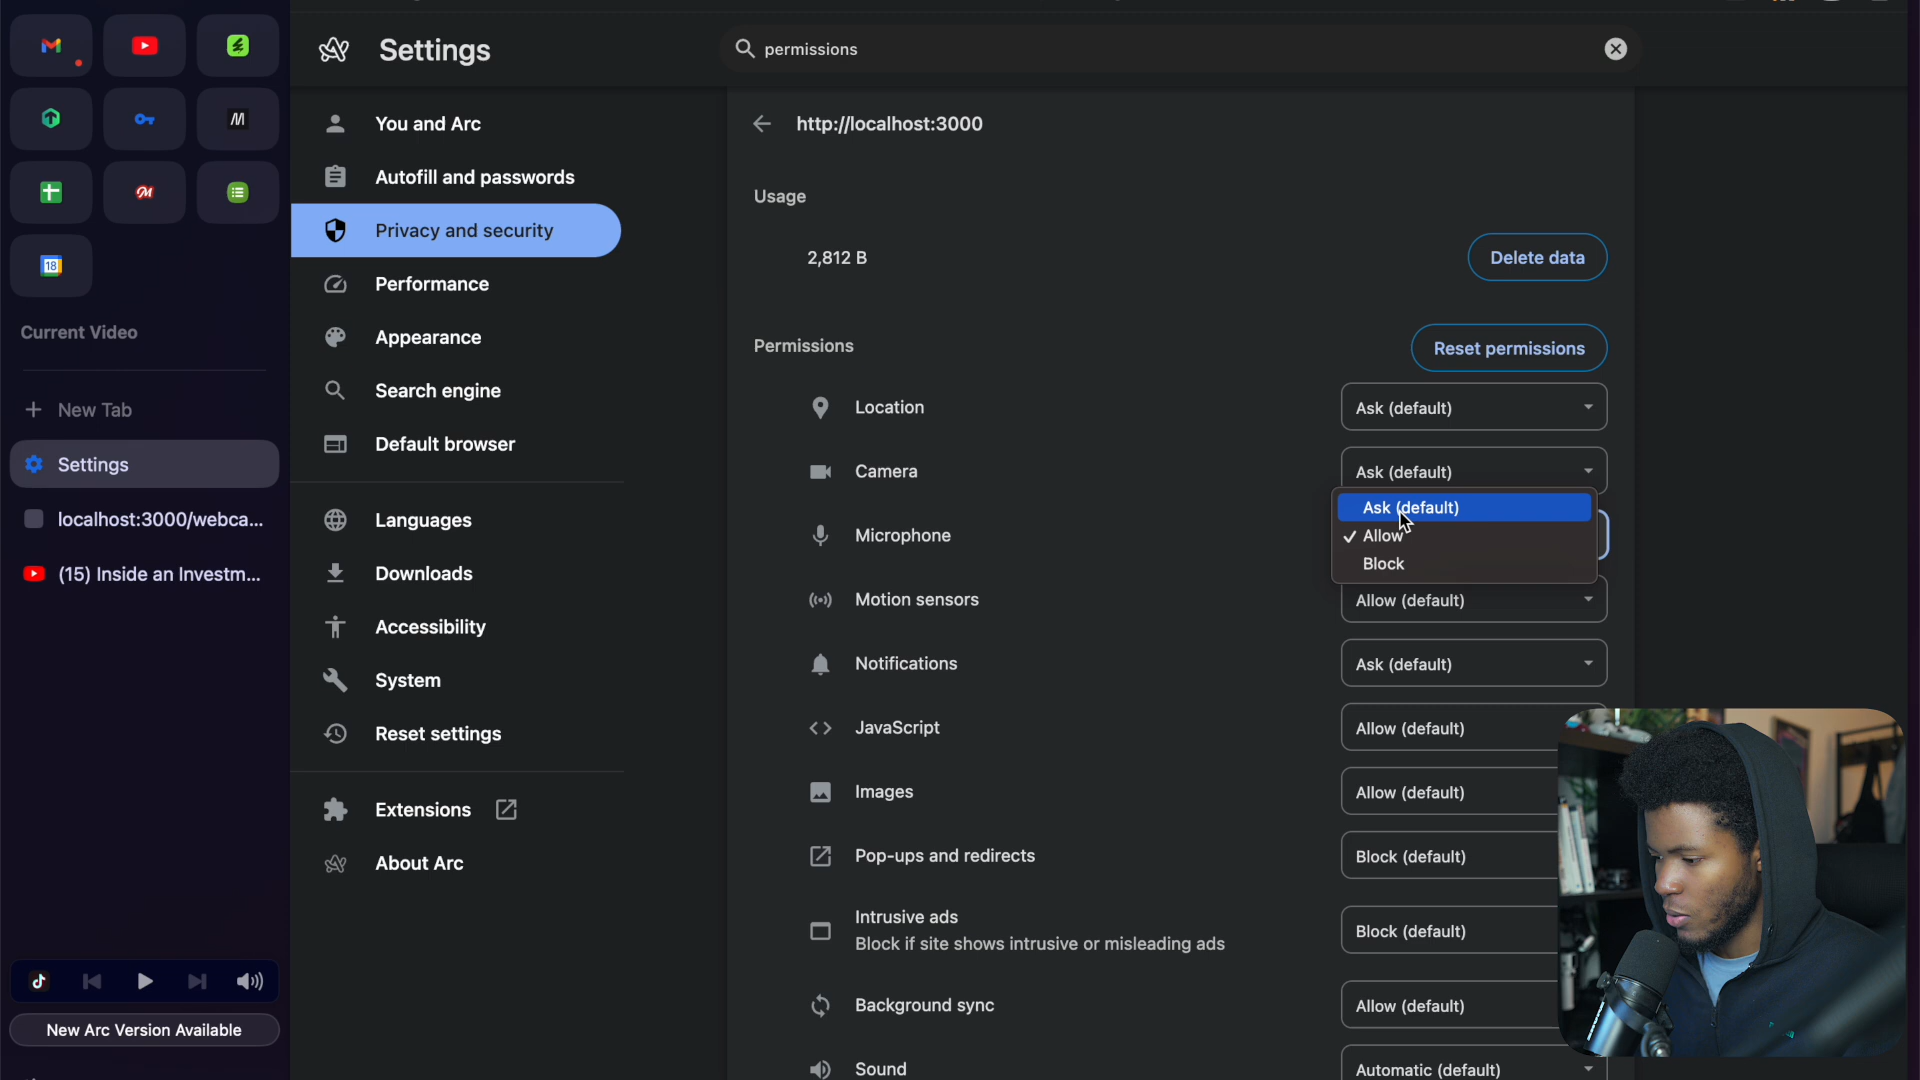 Settings
permissions
You and Arc
Autofill and passwords
Privacy and security
Performance
Appearance
Search engine
Default browser
Languages
Downloads
Accessibility
System
Reset settings
Extensions
About Arc
18
Current Video
New Tab
Settings
localhost:3000/webca...
(15) Inside an Investm...
New Arc Version Available
http://localhost:3000
Usage
2,812 B
Delete data
Permissions
Reset permissions
Location
Ask (default)
Camera
Ask (default)
Microphone
Ask (default)
Allow
Block
Motion sensors
Allow (default)
Notifications
Ask (default)
JavaScript
Allow (default)
Images
Allow (default)
Pop-ups and redirects
Block (default)
Intrusive ads
Block if site shows intrusive or misleading ads
Block (default)
Background sync
Allow (default)
Sound
Automatic (default)